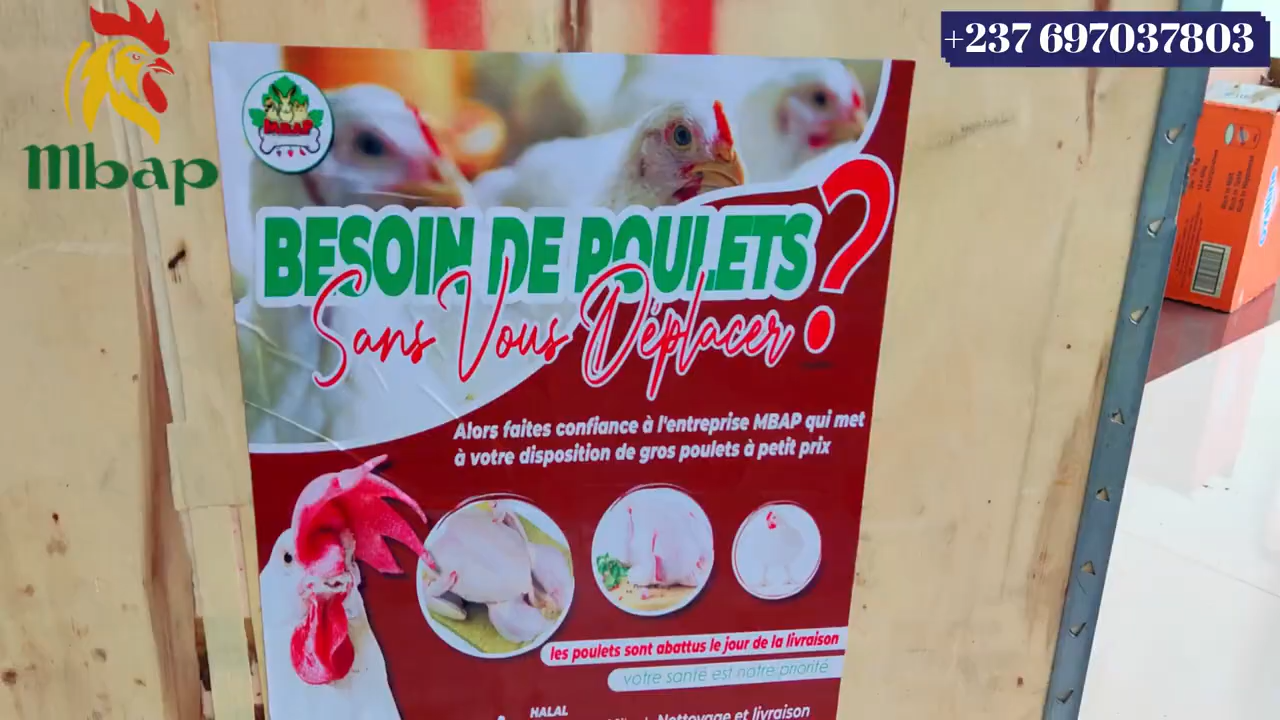 Mbap
+237 697037803
MBAP
BESOIN DE POULETS
Sans Vous Déplacer ?
Alors faites confiance à l'entreprise MBAP qui met
à votre disposition de gros poulets à petit prix
les poulets sont abattus le jour de la livraison
votre santé est notre priorité
HALAL
Nettoyage et livraison